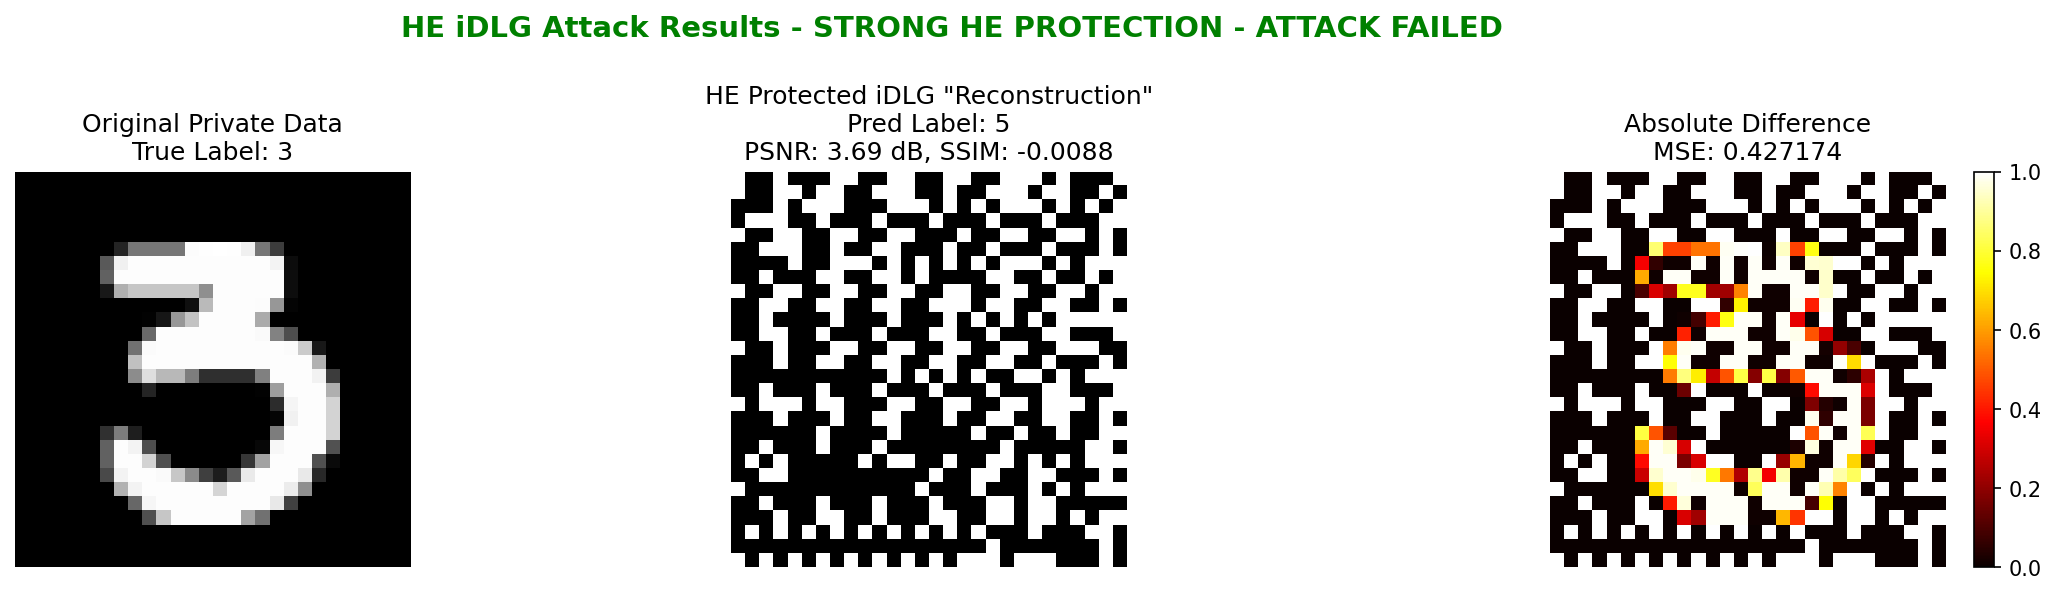 HE iDLG Attack Results - STRONG HE PROTECTION - ATTACK FAILED
Original Private Data
True Label: 3
HE Protected iDLG "Reconstruction"
Pred Label: 5
PSNR: 3.69 dB, SSIM: -0.0088
Absolute Difference
MSE: 0.427174
1.0
0.8
0.6
0.4
0.2
0.0
3